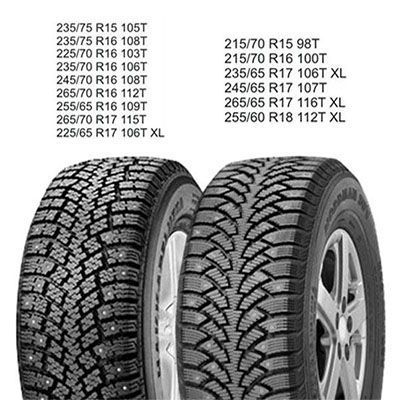 235/75 R15 105T
235/75 R16 108T
225/70 R16 103T
235/70 R16 106T
245/70 R16 108T
265/70 R16 112T
255/65 R16 109T
265/70 R17 115T
225/65 R17 106T XL
215/70 R15 98T
215/70 R16 100T
235/65 R17 106T XL
245/65 R17 107T
265/65 R17 116T XL
255/60 R18 112T XL